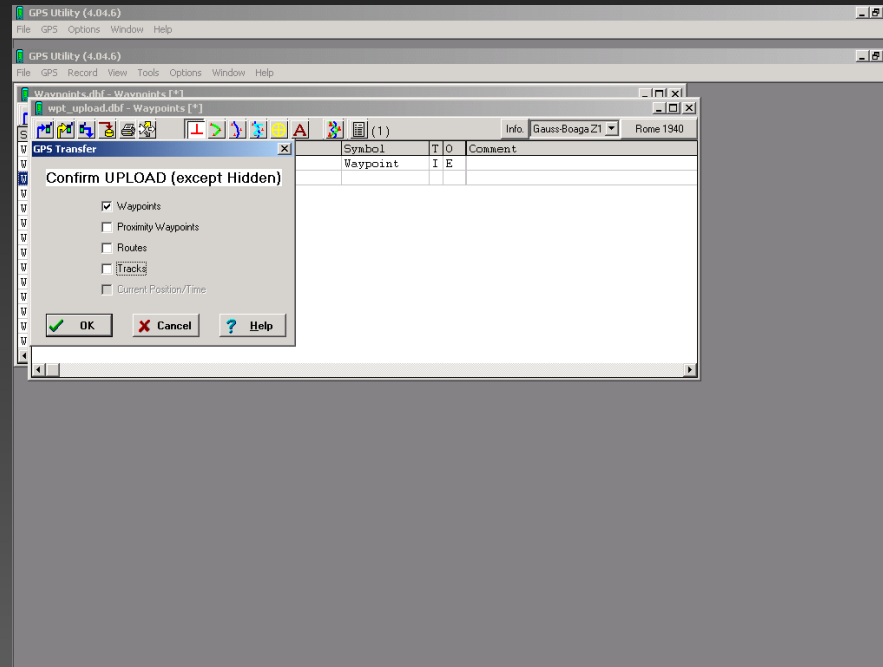 GPS Utility (4.04.6)
File GPS Options Window Help
GPS Utility (4.04.6)
File GPS Record View Tools Options Window Help
Waypoints.dbf - Waypoints [*]
wpt_upload.dbf - Waypoints [*]
(1)
Info. Gauss-Boaga Z1 Rome 1940
S
GPS Transfer
Symbol T O Comment
Waypoint I E
Confirm UPLOAD (except Hidden)
Waypoints
Proximity Waypoints
Routes
Tracks
Current Position/Time
OK Cancel Help
W
W
W
W
W
W
W
W
W
W
W
W
W
W